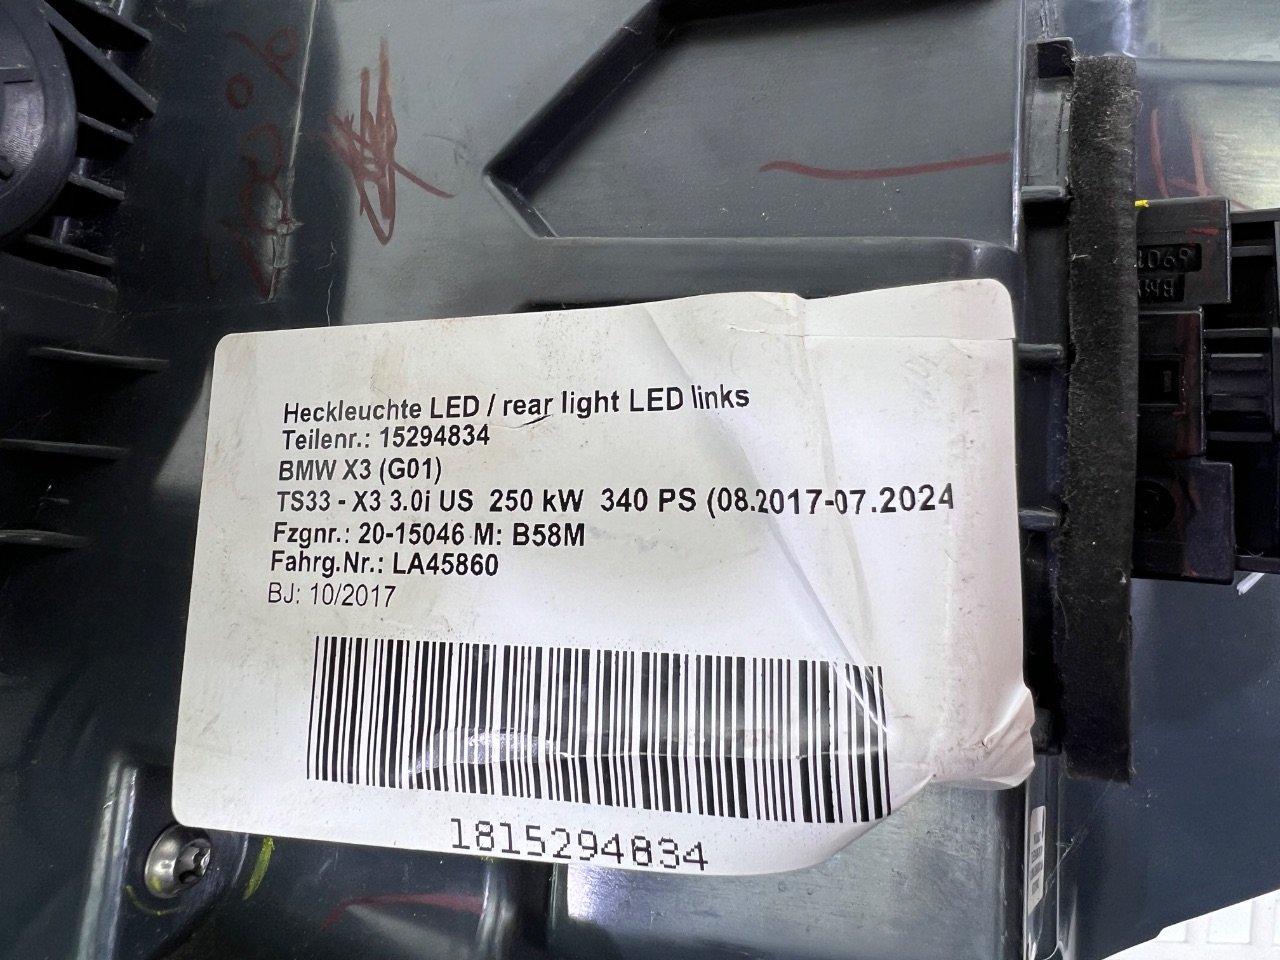 Heckleuchte LED / rear light LED links
Teilenr.: 15294834
BMW X3 (G01)
TS33 - X3 3.0i US 250 kW 340 PS (08.2017-07.2024
Fzgnr.: 20-15046 M: B58M
Fahrg.Nr.: LA45860
BJ: 10/2017
1815294834